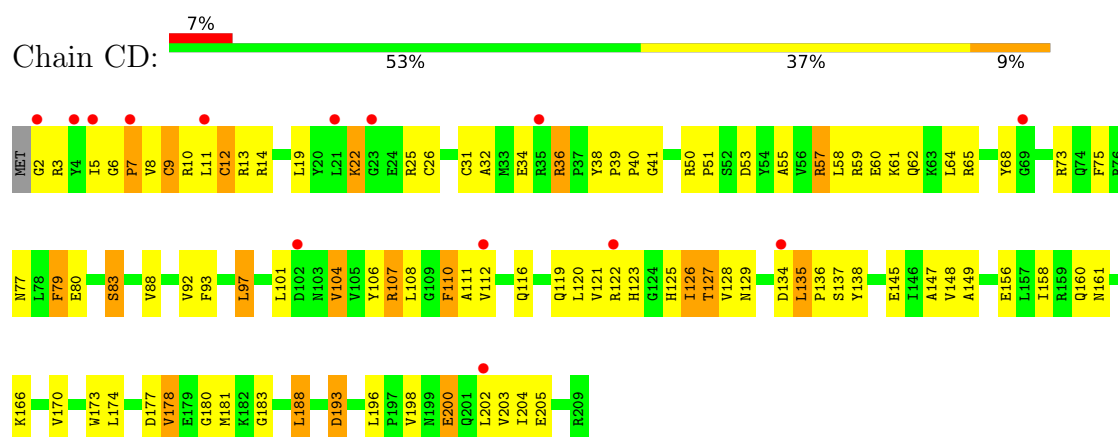 7%
Chain CD:
53% 37% 9%
MET G2 R3 Y4 I5 G6 P7 V8 C9 R10 L11 C12 R13 R14 L19 Y20 L21 K22 G23 E24 R25 C26 C31 A32 M33 E34 R35 R36 P37 Y38 P39 P40 G41 R50 P51 S52 D53 Y54 A55 V56 R57 L58 R59 E60 K61 Q62 K63 L64 R65 Y68 G69 R73 Q74 F75 R76
N77 L78 F79 E80 S83 V88 V92 F93 L97 L101 D102 N103 V104 V105 Y106 R107 L108 G109 F110 A111 V112 Q116 Q119 L120 V121 R122 H123 G124 H125 I126 T127 V128 N129 D134 L135 P136 S137 Y138 E145 I146 A147 V148 A149 E156 L157 I158 R159 Q160 N161
K166 V170 W173 L174 D177 V178 E179 G180 M181 K182 G183 L188 D193 L196 P197 V198 N199 E200 Q201 L202 V203 I204 E205 R209